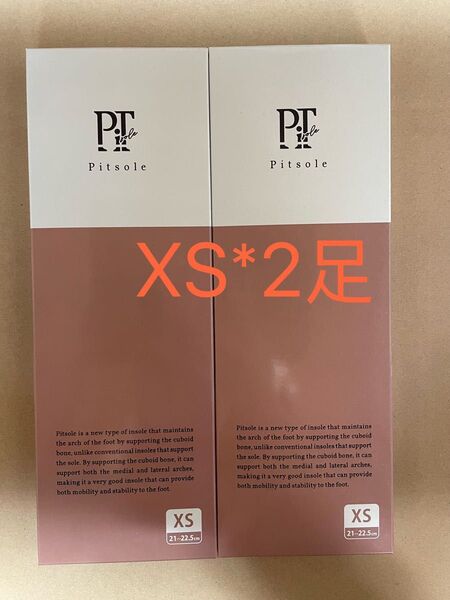 PiT
sole
Pitsole
PiT
sole
Pitsole
XS*2足
Pitsole is a new type of insole that maintains
the arch of the foot by supporting the cuboid
bone, unlike conventional insoles that support
the sole. By supporting the cuboid bone, it can
support both the medial and lateral arches,
making it a very good insole that can provide
both mobility and stability to the foot.
XS
21~22.5cm
Pitsole is a new type of insole that maintains
the arch of the foot by supporting the cuboid
bone, unlike conventional insoles that support
the sole. By supporting the cuboid bone, it can
support both the medial and lateral arches,
making it a very good insole that can provide
both mobility and stability to the foot.
XS
21~22.5cm